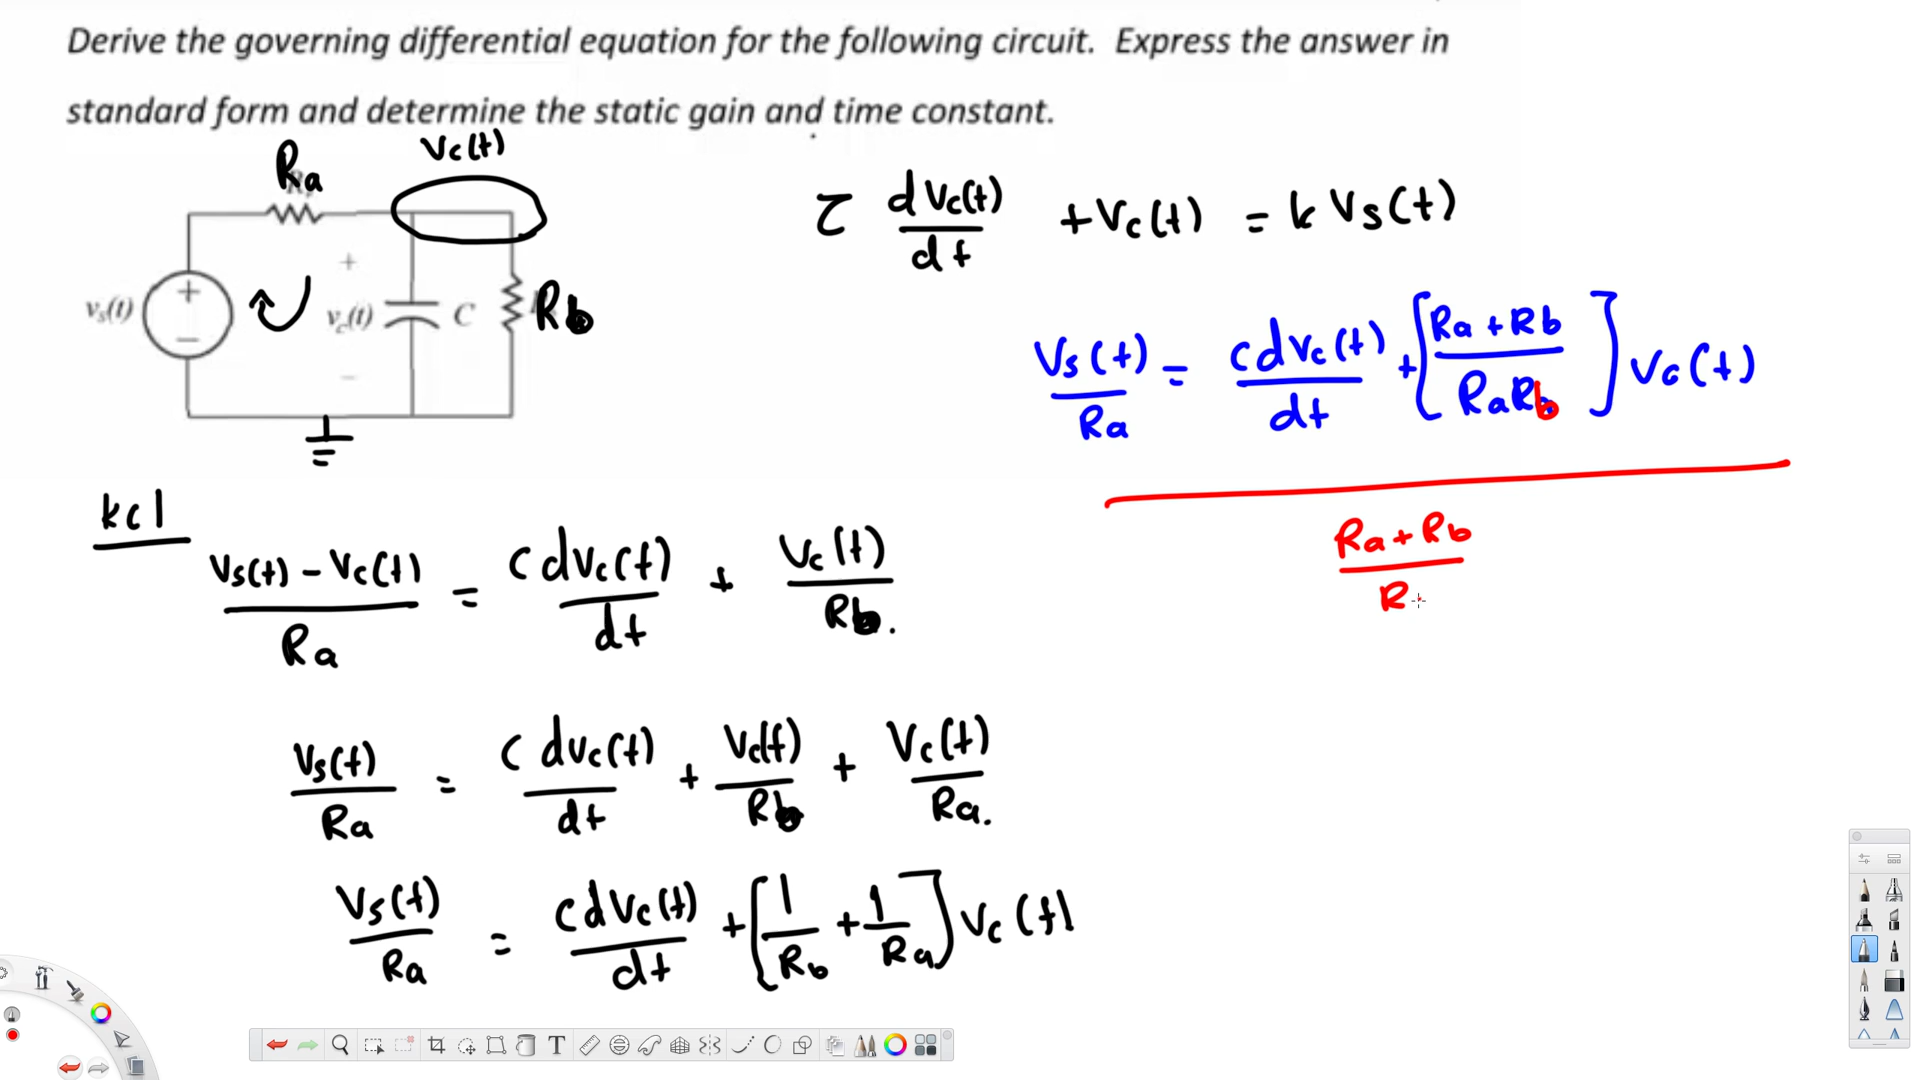 Derive the governing differential equation for the following circuit. Express the answer in
standard form and determine the static gain and time constant.
Ra
Vc(t)
τ dVc(t)/dt + Vc(t) = k Vs(t)
vs(t)
+
−
+
vc(t)
−
C
Rb
Vs(t)/Ra = c dVc(t)/dt + [Ra + Rb / RaRb] Vc(t)
Ra + Rb / R
kcl
Vs(t) - Vc(t) / Ra = C dVc(t)/dt + Vc(t)/Rb.
Vs(t)/Ra = C dVc(t)/dt + Vc(t)/Rb + Vc(t)/Ra.
Vs(t)/Ra = C dVc(t)/dt + [1/Rb + 1/Ra] Vc(t)
T